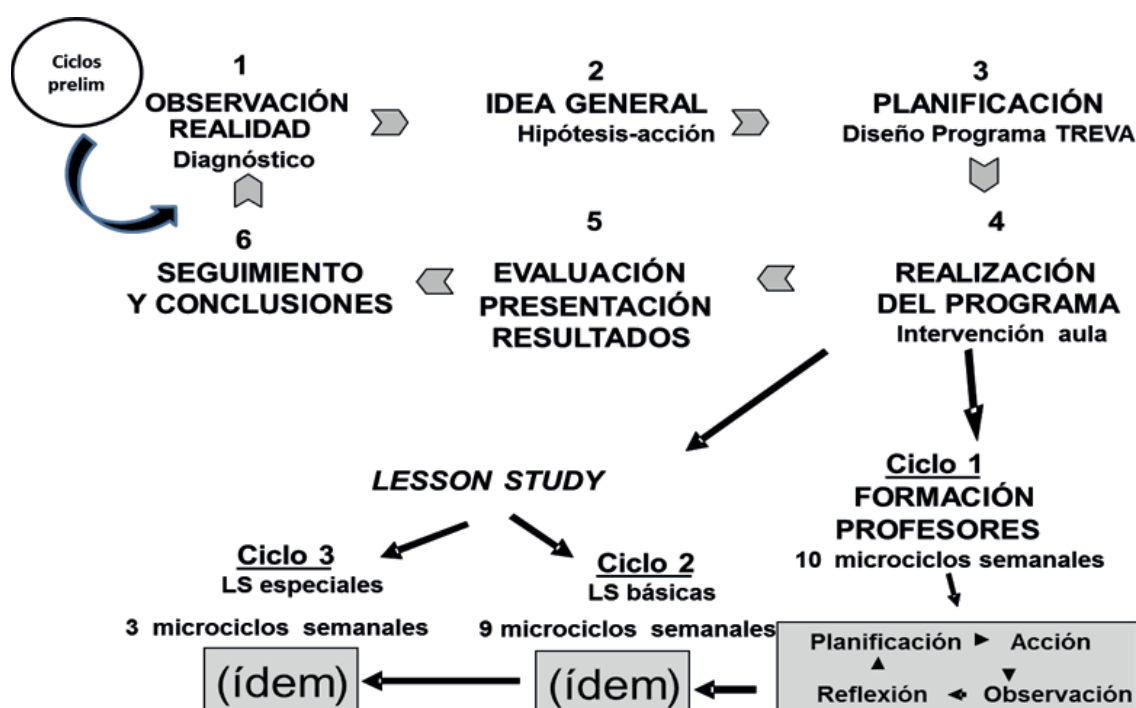 Ciclos
prelim
1
OBSERVACIÓN
REALIDAD
Diagnóstico
2
IDEA GENERAL
Hipótesis-acción
3
PLANIFICACIÓN
Diseño Programa TREVA
4
REALIZACIÓN
DEL PROGRAMA
Intervención aula
5
EVALUACIÓN
PRESENTACIÓN
RESULTADOS
6
SEGUIMIENTO
Y CONCLUSIONES
LESSON STUDY
Ciclo 1
FORMACIÓN
PROFESORES
10 microciclos semanales
Planificación Acción
Reflexión Observación
Ciclo 2
LS básicas
9 microciclos semanales
(ídem)
Ciclo 3
LS especiales
3 microciclos semanales
(ídem)